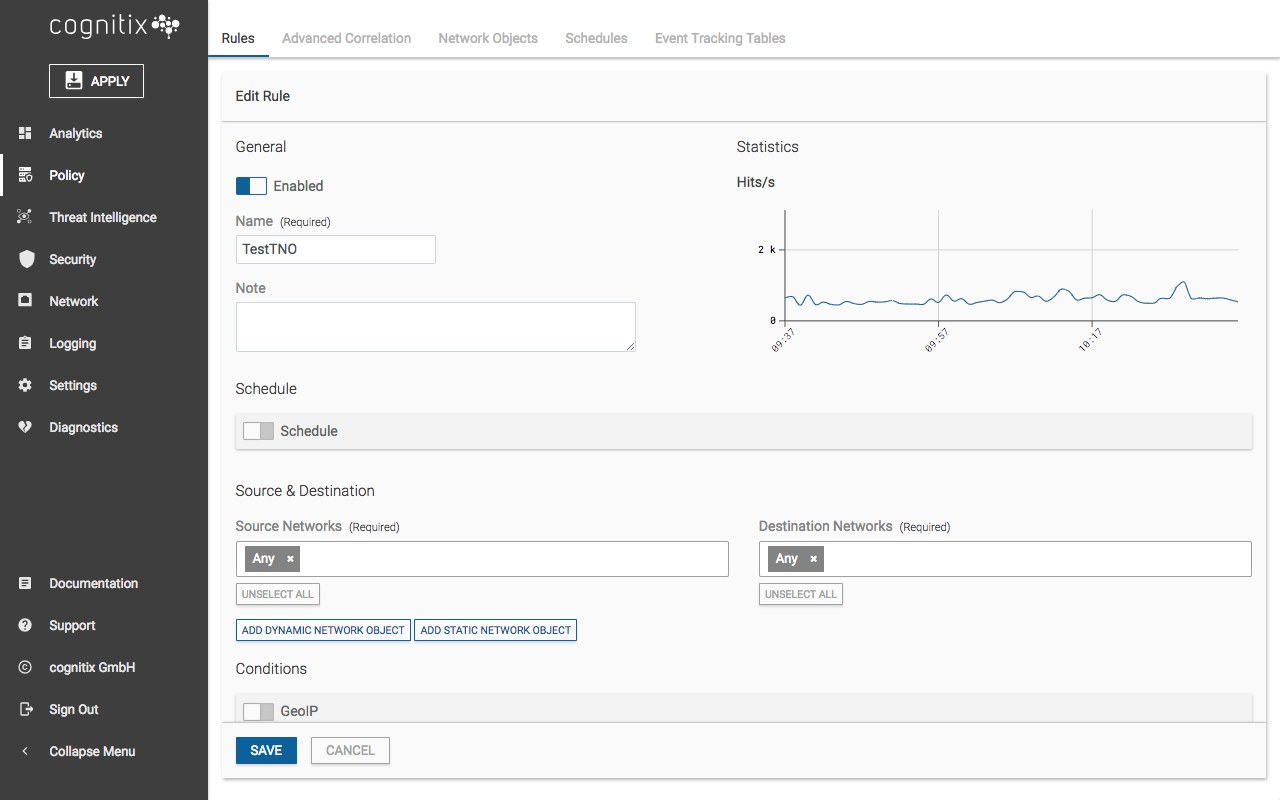 cognitix
APPLY
Analytics
Policy
Threat Intelligence
Security
Network
Logging
Settings
Diagnostics
Documentation
Support
cognitix GmbH
Sign Out
Collapse Menu
Rules Advanced Correlation Network Objects Schedules Event Tracking Tables
Edit Rule
General
Enabled
Name (Required)
TestTNO
Note
Statistics
Hits/s
2 k
0
09:37 09:57 10:17
Schedule
Schedule
Source & Destination
Source Networks (Required)
Any ×
UNSELECT ALL
ADD DYNAMIC NETWORK OBJECT ADD STATIC NETWORK OBJECT
Destination Networks (Required)
Any ×
UNSELECT ALL
Conditions
GeoIP
SAVE CANCEL